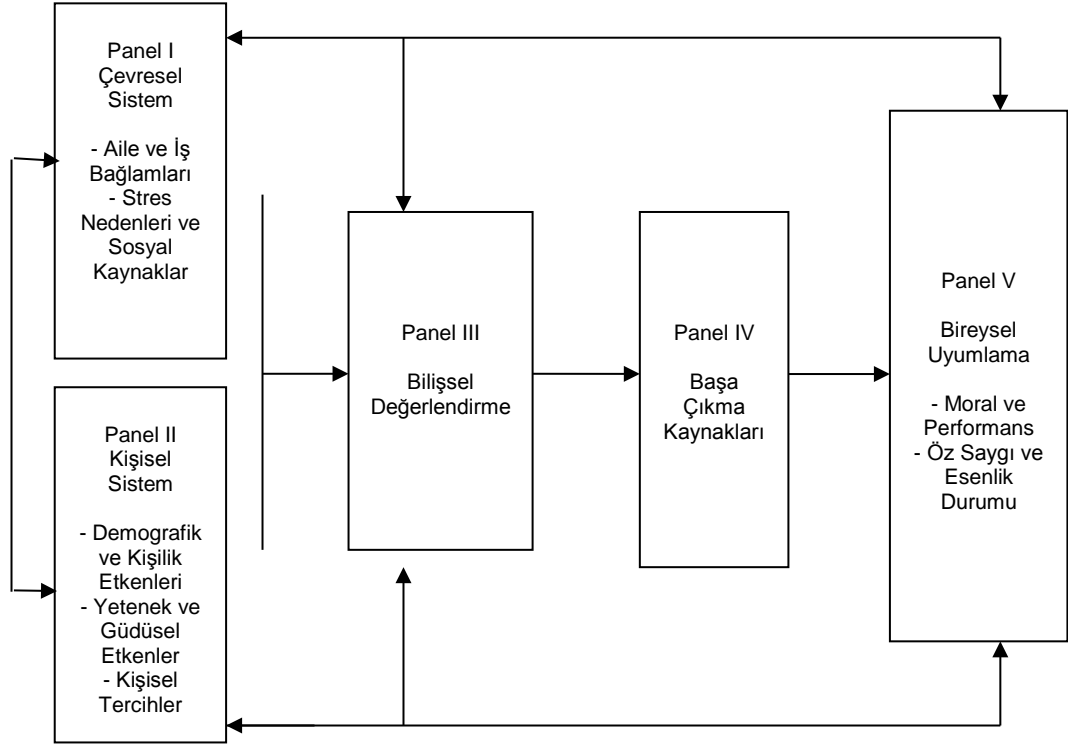 Panel I
Çevresel
Sistem
- Aile ve İş
Bağlamları
- Stres
Nedenleri ve
Sosyal
Kaynaklar
Panel II
Kişisel
Sistem
- Demografik
ve Kişilik
Etkenleri
- Yetenek ve
Güdüsel
Etkenler
- Kişisel
Tercihler
Panel III
Bilişsel
Değerlendirme
Panel IV
Başa
Çıkma
Kaynakları
Panel V
Bireysel
Uyumlama
- Moral ve
Performans
- Öz Saygı ve
Esenlik
Durumu